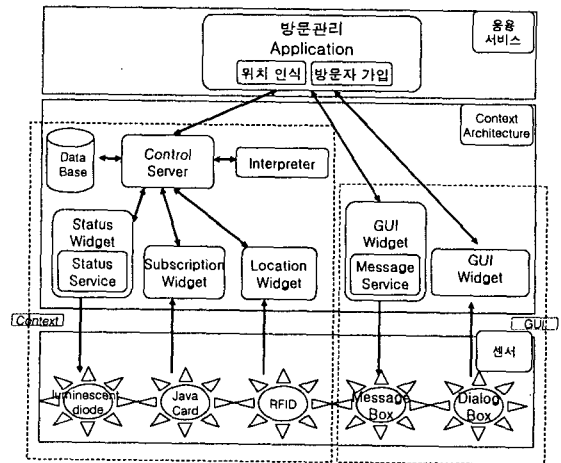 방문관리
Application
위치 인식
방문자 가입
응용
서비스
Context
Architecture
Data
Base
Control
Server
Interpreter
Status
Widget
Status
Service
Subscription
Widget
Location
Widget
GUI
Widget
Message
Service
GUI
Widget
Context
GUI
센서
luminescent
diode
Java
Card
RFID
Message
Box
Dialog
Box